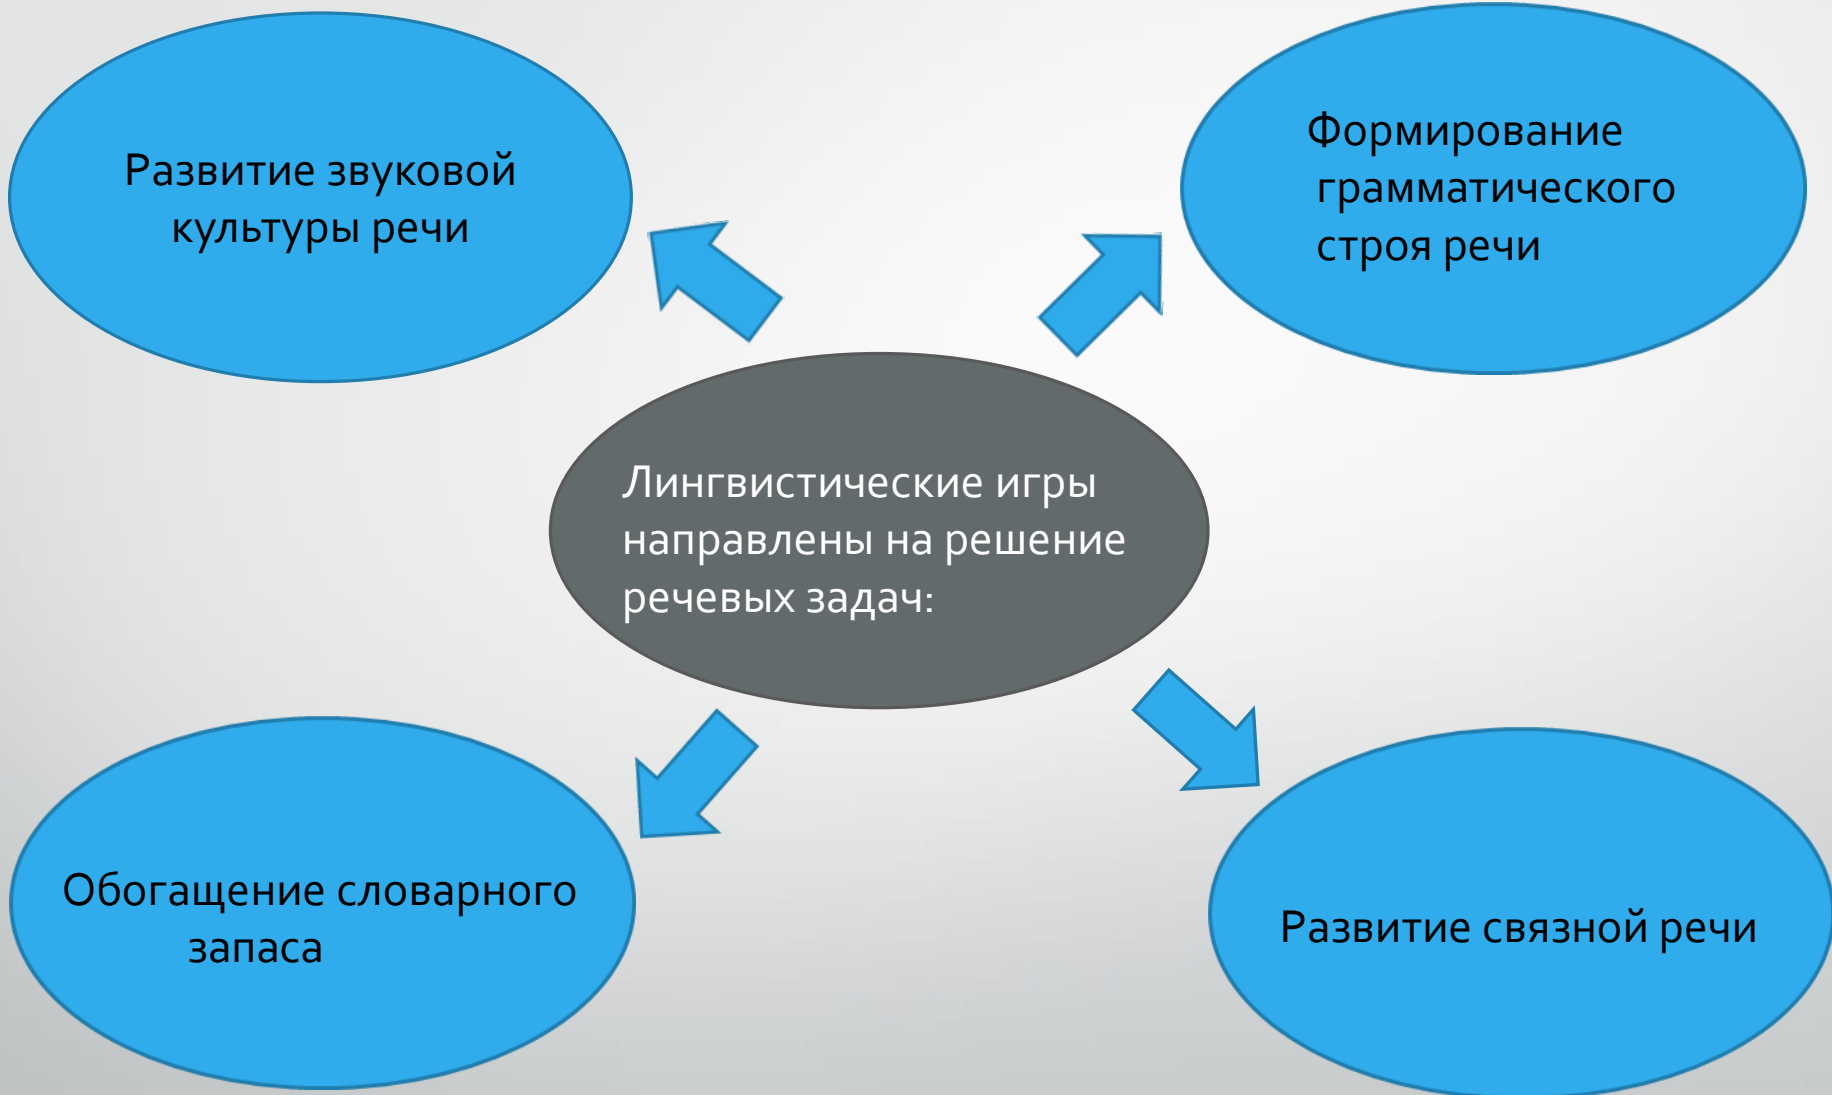 Развитие звуковой
культуры речи
Формирование
грамматического
строя речи
Лингвистические игры
направлены на решение
речевых задач:
Обогащение словарного
запаса
Развитие связной речи